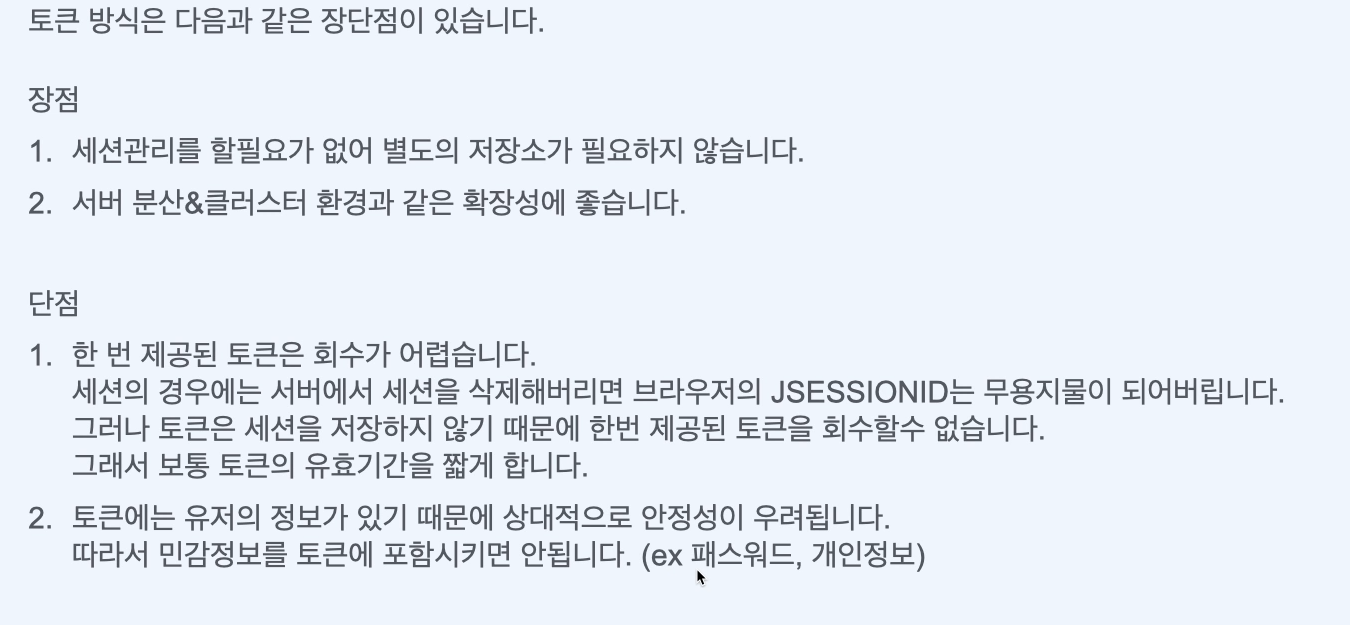 토큰 방식은 다음과 같은 장단점이 있습니다.
장점
1. 세션관리를 할필요가 없어 별도의 저장소가 필요하지 않습니다.
2. 서버 분산&클러스터 환경과 같은 확장성에 좋습니다.
단점
1. 한 번 제공된 토큰은 회수가 어렵습니다.
세션의 경우에는 서버에서 세션을 삭제해버리면 브라우저의 JSESSIONID는 무용지물이 되어버립니다.
그러나 토큰은 세션을 저장하지 않기 때문에 한번 제공된 토큰을 회수할수 없습니다.
그래서 보통 토큰의 유효기간을 짧게 합니다.
2. 토큰에는 유저의 정보가 있기 때문에 상대적으로 안정성이 우려됩니다.
따라서 민감정보를 토큰에 포함시키면 안됩니다. (ex 패스워드, 개인정보)